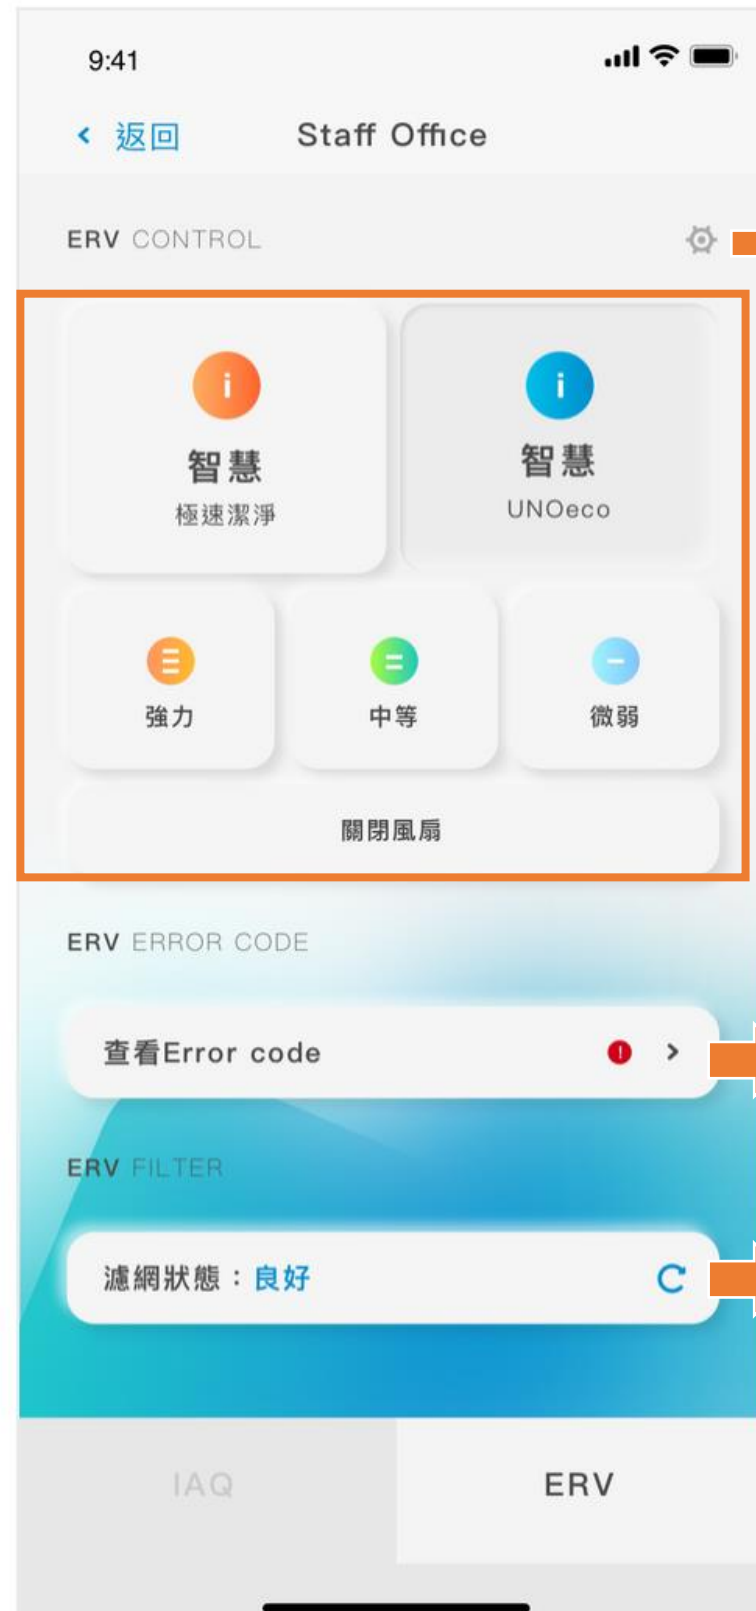 9:41
返回
Staff Office
ERV CONTROL
智慧
極速潔淨
智慧
UNOeco
強力
中等
微弱
關閉風扇
ERV ERROR CODE
查看Error code
ERV FILTER
濾網狀態：良好
IAQ
ERV